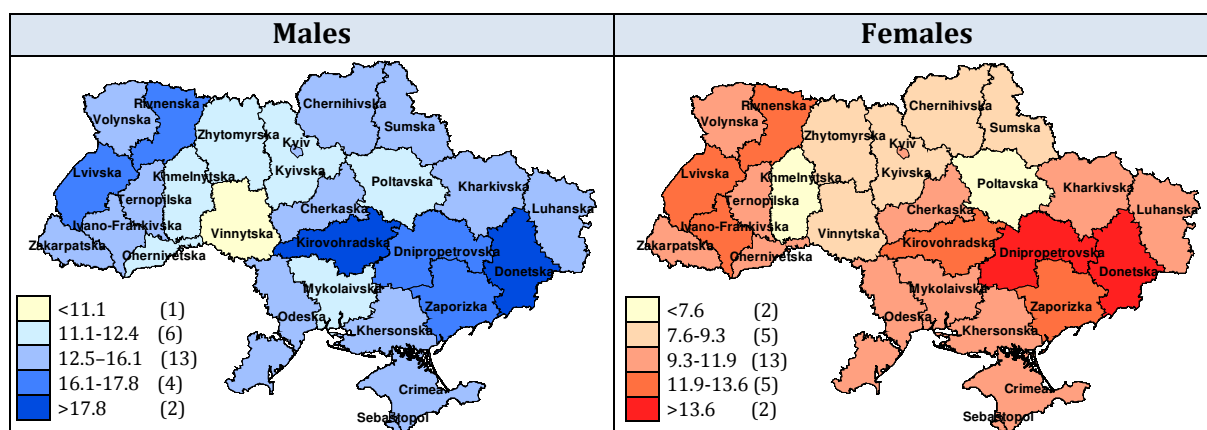 Males
Rivnenska
Volynska
Chernihivska
Sumska
Zhytomyrska
Kyiv
Lvivska
Khmelnytska
Kyivska
Poltavska
Kharkivska
Ternopilska
Luhanska
Cherkaska
Ivano-Frankivska
Vinnytska
Kirovohradska
Zakarpatska
Chernivetska
Dnipropetrovska
Donetska
Mykolaivska
Zaporizka
Odeska
Khersonska
Crimea
Sebastopol
<11.1 (1)
11.1-12.4 (6)
12.5–16.1 (13)
16.1-17.8 (4)
>17.8 (2)
Females
Rivnenska
Volynska
Chernihivska
Sumska
Zhytomyrska
Kyiv
Lvivska
Khmelnytska
Kyivska
Poltavska
Kharkivska
Ternopilska
Luhanska
Cherkaska
Ivano-Frankivska
Vinnytska
Kirovohradska
Zakarpatska
Chernivetska
Dnipropetrovska
Donetska
Mykolaivska
Zaporizka
Odeska
Khersonska
Crimea
Sebastopol
<7.6 (2)
7.6-9.3 (5)
9.3-11.9 (13)
11.9-13.6 (5)
>13.6 (2)